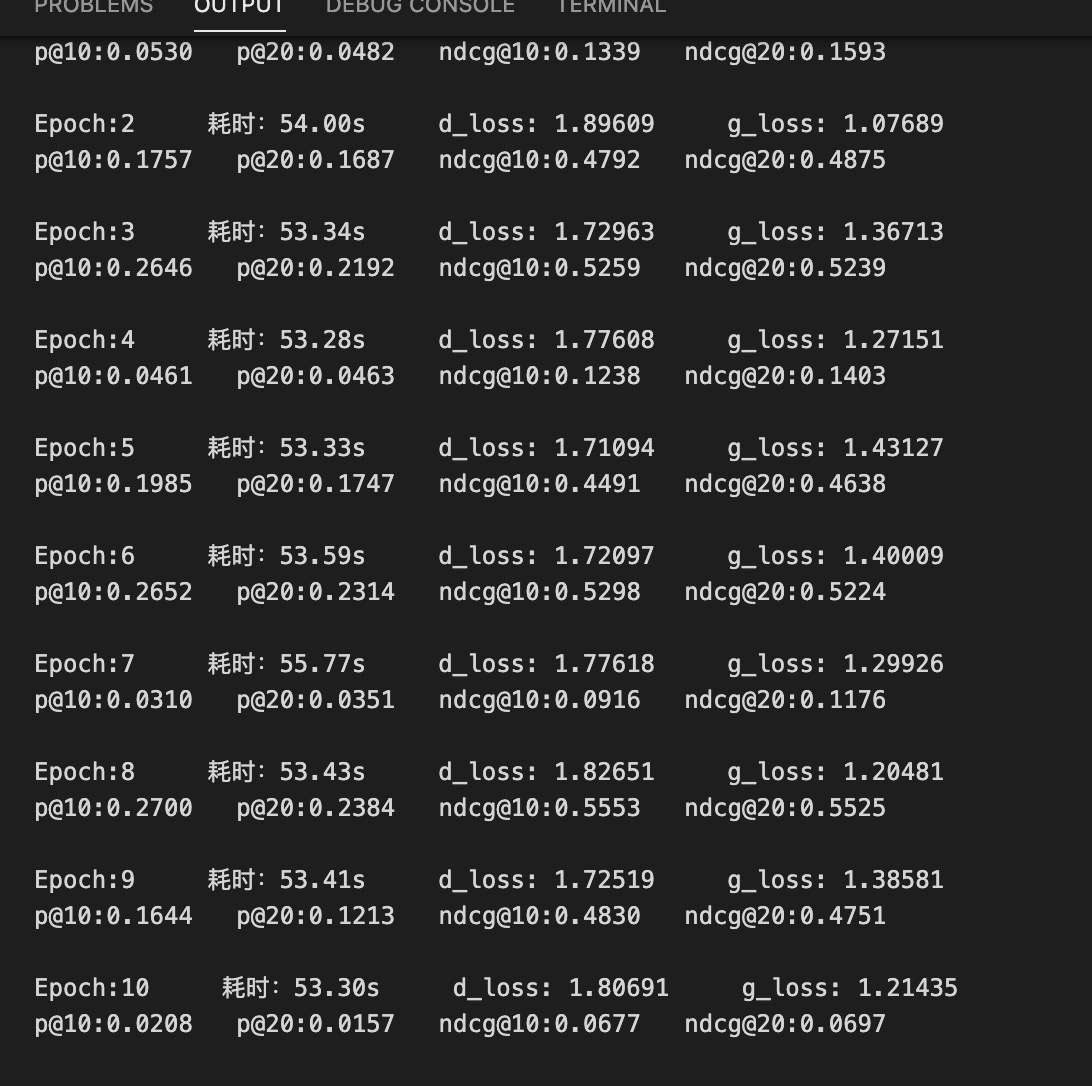 PROBLEMS OUTPUT DEBUG CONSOLE TERMINAL
p@10:0.0530 p@20:0.0482 ndcg@10:0.1339 ndcg@20:0.1593
Epoch:2 耗时：54.00s d_loss: 1.89609 g_loss: 1.07689
p@10:0.1757 p@20:0.1687 ndcg@10:0.4792 ndcg@20:0.4875
Epoch:3 耗时：53.34s d_loss: 1.72963 g_loss: 1.36713
p@10:0.2646 p@20:0.2192 ndcg@10:0.5259 ndcg@20:0.5239
Epoch:4 耗时：53.28s d_loss: 1.77608 g_loss: 1.27151
p@10:0.0461 p@20:0.0463 ndcg@10:0.1238 ndcg@20:0.1403
Epoch:5 耗时：53.33s d_loss: 1.71094 g_loss: 1.43127
p@10:0.1985 p@20:0.1747 ndcg@10:0.4491 ndcg@20:0.4638
Epoch:6 耗时：53.59s d_loss: 1.72097 g_loss: 1.40009
p@10:0.2652 p@20:0.2314 ndcg@10:0.5298 ndcg@20:0.5224
Epoch:7 耗时：55.77s d_loss: 1.77618 g_loss: 1.29926
p@10:0.0310 p@20:0.0351 ndcg@10:0.0916 ndcg@20:0.1176
Epoch:8 耗时：53.43s d_loss: 1.82651 g_loss: 1.20481
p@10:0.2700 p@20:0.2384 ndcg@10:0.5553 ndcg@20:0.5525
Epoch:9 耗时：53.41s d_loss: 1.72519 g_loss: 1.38581
p@10:0.1644 p@20:0.1213 ndcg@10:0.4830 ndcg@20:0.4751
Epoch:10 耗时：53.30s d_loss: 1.80691 g_loss: 1.21435
p@10:0.0208 p@20:0.0157 ndcg@10:0.0677 ndcg@20:0.0697